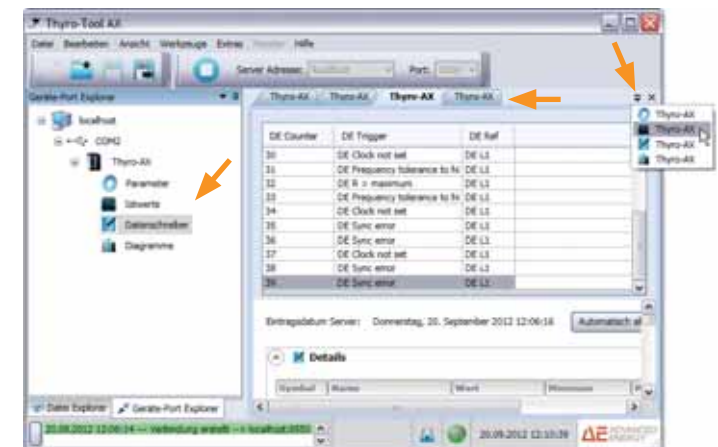 Thyro-Tool AX
Datei Bearbeiten Ansicht Werkzeuge Extras Fenster Hilfe
Server Adresse: localhost Port:
Geräte-Port Explorer
Thyro-AX Thyro-AX Thyro-AX Thyro-AX
localhost
COM2
Thyro-AX
Parameter
Istwerte
Datenschreiber
Diagramme
Thyro-AX
Thyro-AX
Thyro-AX
Thyro-AX
DE Counter DE Trigger DE Ref
30 DE Clock not set DE L1
31 DE Frequency tolerance to hi DE L1
32 DE R > maximum DE L1
33 DE Frequency tolerance to hi DE L1
34 DE Clock not set DE L1
35 DE Sync error DE L1
36 DE Sync error DE L1
37 DE Clock not set DE L1
38 DE Sync error DE L1
39 DE Sync error DE L1
Eintragsdatum Server: Donnerstag, 20. September 2012 12:06:16 Automatisch
Details
Symbol Name Wert Minimum
Datei Explorer Geräte-Port Explorer
20.09.2012 12:06:14 --- Verbindung erstellt --> localhost:
20.09.2012 12:10:39
AE ADVANCED ENERGY